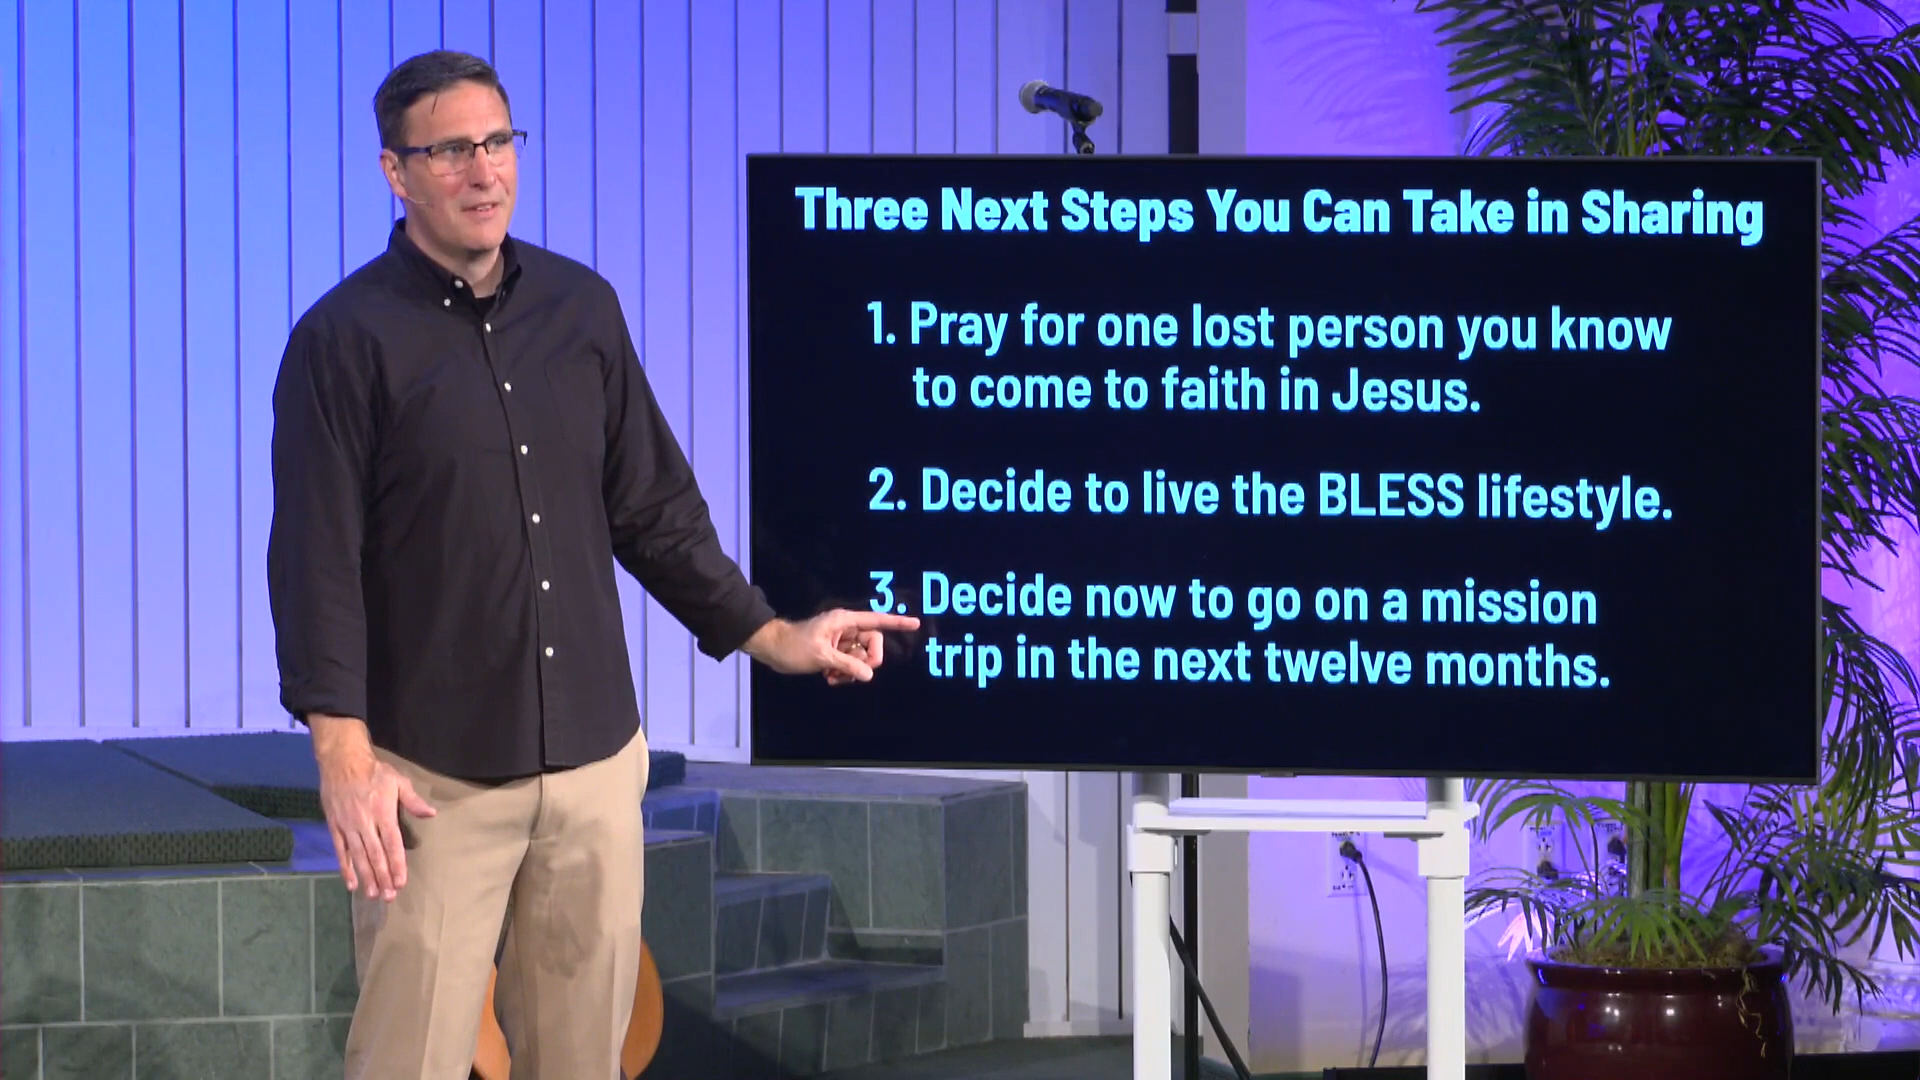 Three Next Steps You Can Take in Sharing
1. Pray for one lost person you know
to come to faith in Jesus.
2. Decide to live the BLESS lifestyle.
3. Decide now to go on a mission
trip in the next twelve months.